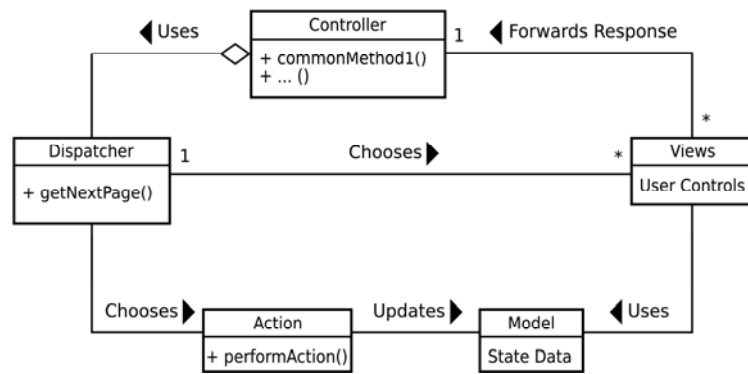 Controller
Uses
1
Forwards Response
+ commonMethod1()
+ ... ()
*
Dispatcher
1
Chooses
*
Views
+ getNextPage()
User Controls
Chooses
Action
Updates
Model
Uses
+ performAction()
State Data